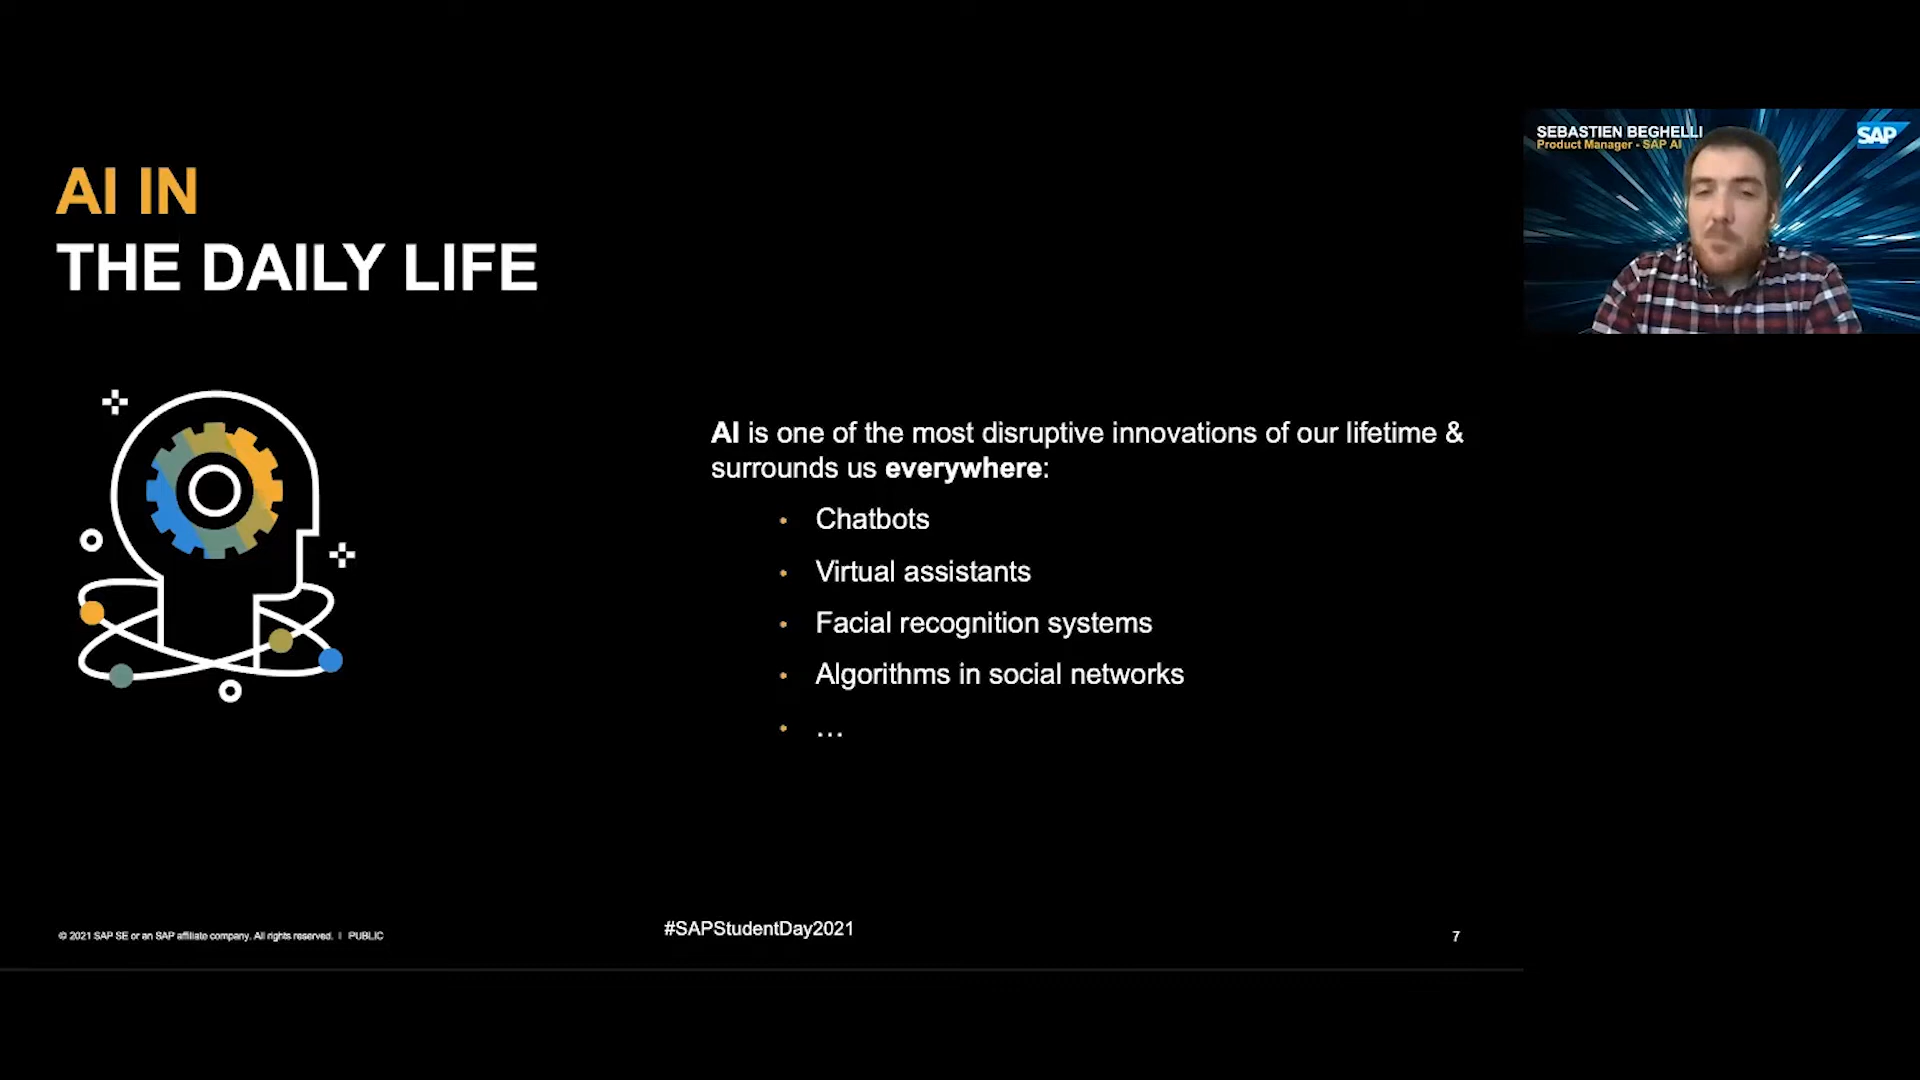 AI IN
THE DAILY LIFE
SEBASTIEN BEGHELLI
Product Manager - SAP AI
SAP
AI is one of the most disruptive innovations of our lifetime &
surrounds us everywhere:
• Chatbots
• Virtual assistants
• Facial recognition systems
• Algorithms in social networks
• …
© 2021 SAP SE or an SAP affiliate company. All rights reserved. I PUBLIC
#SAPStudentDay2021
7